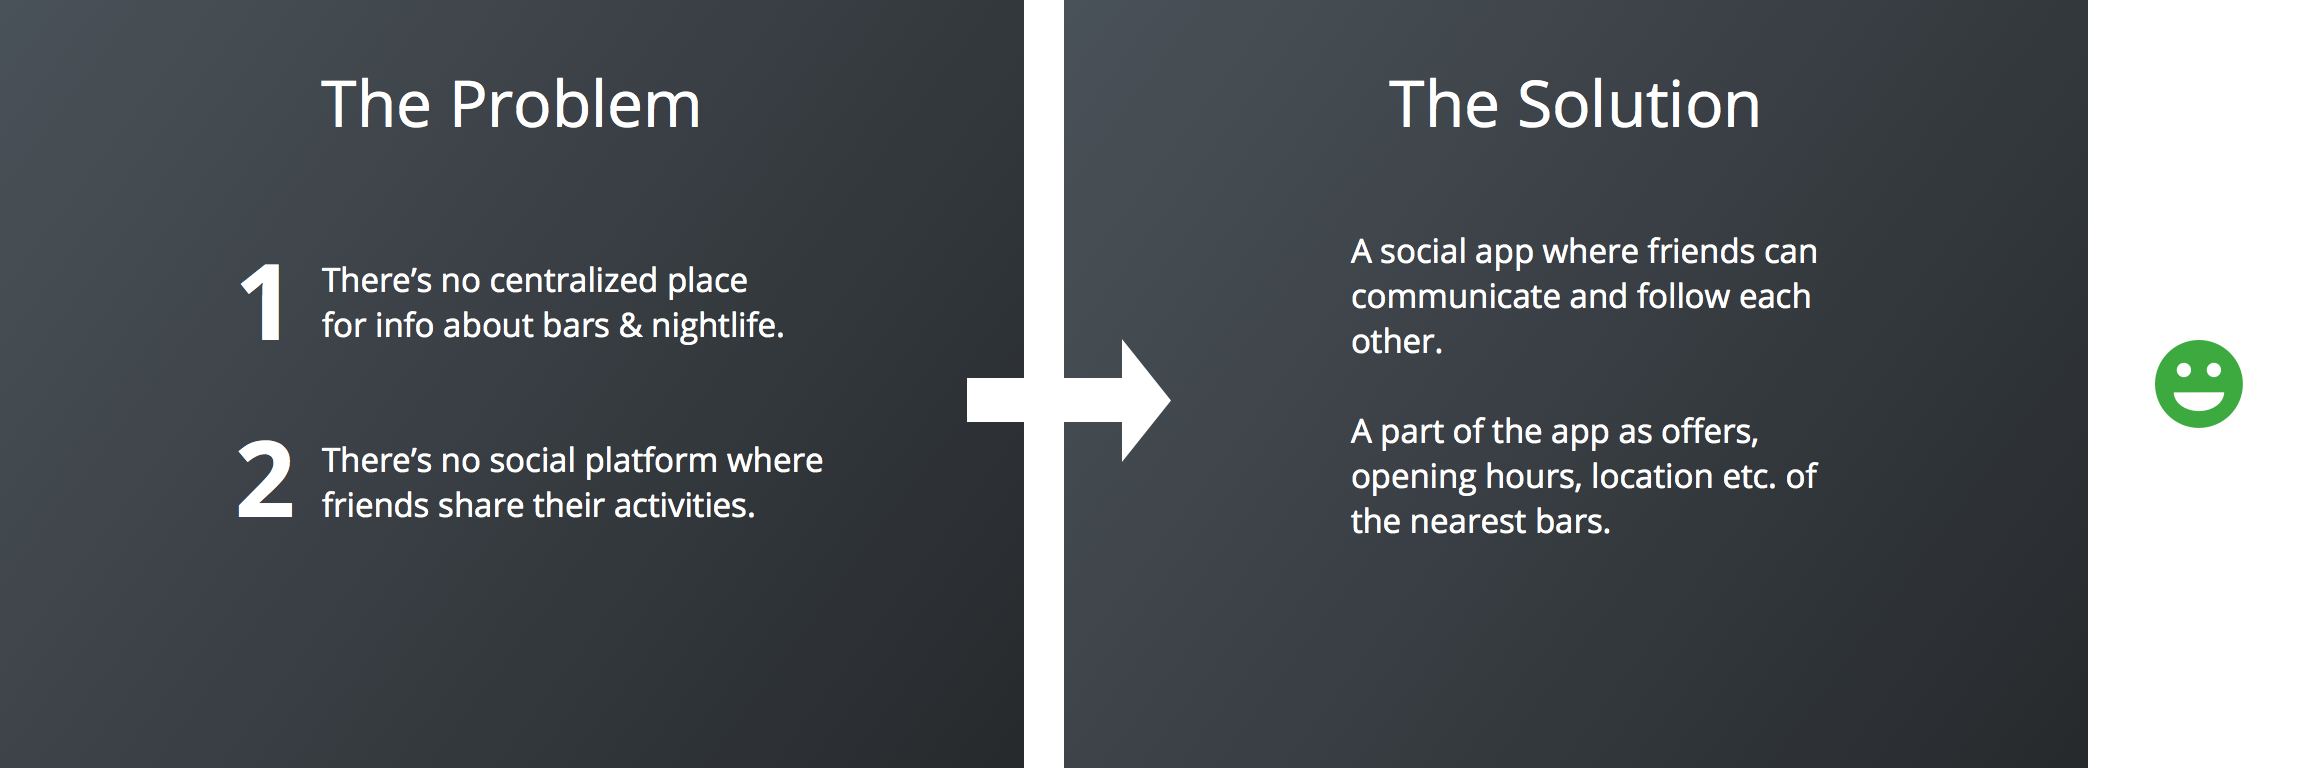 The Problem
1
There’s no centralized place
for info about bars & nightlife.
2
There’s no social platform where
friends share their activities.
The Solution
A social app where friends can
communicate and follow each
other.
A part of the app as offers,
opening hours, location etc. of
the nearest bars.